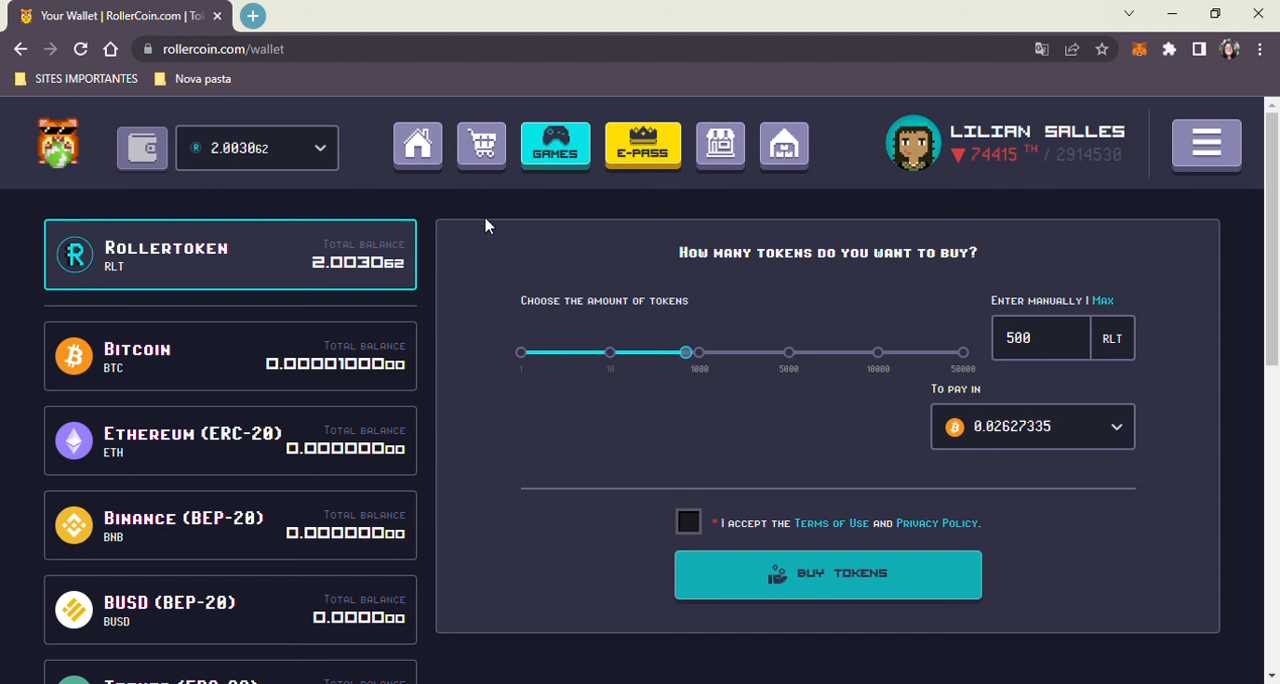 Your Wallet | RollerCoin.com | To
rollercoin.com/wallet
SITES IMPORTANTES
Nova pasta
2.003062
GAMES
E-PASS
LILIAN SALLES
74415 TH / 2914530
ROLLERTOKEN
RLT
TOTAL BALANCE
2.003062
HOW MANY TOKENS DO YOU WANT TO BUY?
CHOOSE THE AMOUNT OF TOKENS
ENTER MANUALLY | MAX
500
RLT
1
10
1000
5000
10000
50000
TO PAY IN
0.02627335
* I ACCEPT THE TERMS OF USE AND PRIVACY POLICY.
BUY TOKENS
BITCOIN
BTC
TOTAL BALANCE
0.0000100000
ETHEREUM (ERC-20)
ETH
TOTAL BALANCE
0.00000000
BINANCE (BEP-20)
BNB
TOTAL BALANCE
0.00000000
BUSD (BEP-20)
BUSD
TOTAL BALANCE
0.000000